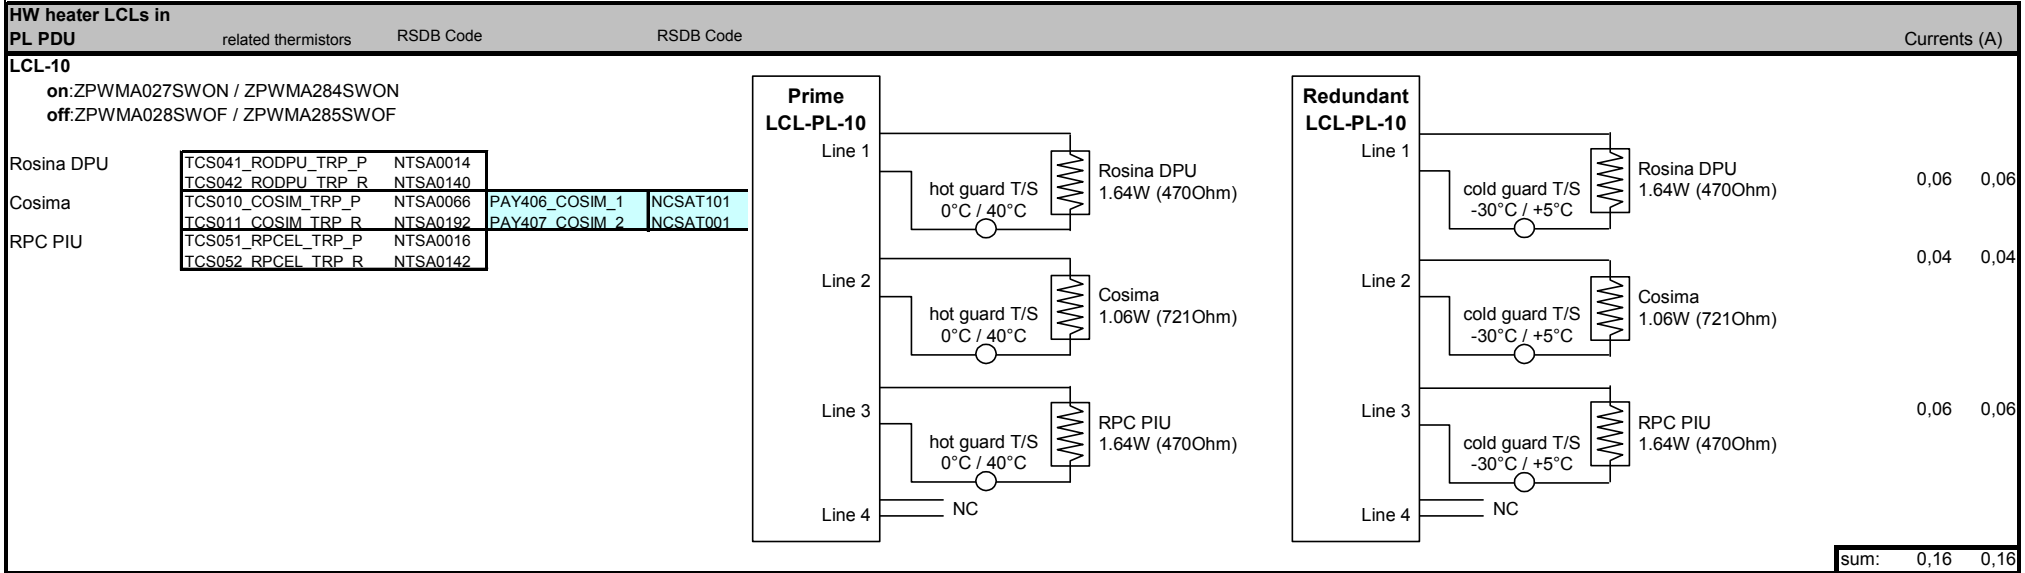 HW heater LCLs in
PL PDU related thermistors RSDB Code RSDB Code Currents (A)
LCL-10
on:ZPWMA027SWON / ZPWMA284SWON
off:ZPWMA028SWOF / ZPWMA285SWOF
Rosina DPU TCS041_RODPU_TRP_P NTSA0014
TCS042_RODPU_TRP_R NTSA0140
Cosima TCS010_COSIM_TRP_P NTSA0066 PAY406_COSIM_1 NCSAT101
TCS011_COSIM_TRP_R NTSA0192 PAY407_COSIM_2 NCSAT001
RPC PIU TCS051_RPCEL_TRP_P NTSA0016
TCS052_RPCEL_TRP_R NTSA0142
Prime
LCL-PL-10
Line 1
Rosina DPU
1.64W (470Ohm)
hot guard T/S
0°C / 40°C
Line 2
Cosima
1.06W (721Ohm)
hot guard T/S
0°C / 40°C
Line 3
RPC PIU
1.64W (470Ohm)
hot guard T/S
0°C / 40°C
Line 4 NC
Redundant
LCL-PL-10
Line 1
Rosina DPU
1.64W (470Ohm)
cold guard T/S
-30°C / +5°C
Line 2
Cosima
1.06W (721Ohm)
cold guard T/S
-30°C / +5°C
Line 3
RPC PIU
1.64W (470Ohm)
cold guard T/S
-30°C / +5°C
Line 4 NC
0,06 0,06
0,04 0,04
0,06 0,06
sum: 0,16 0,16